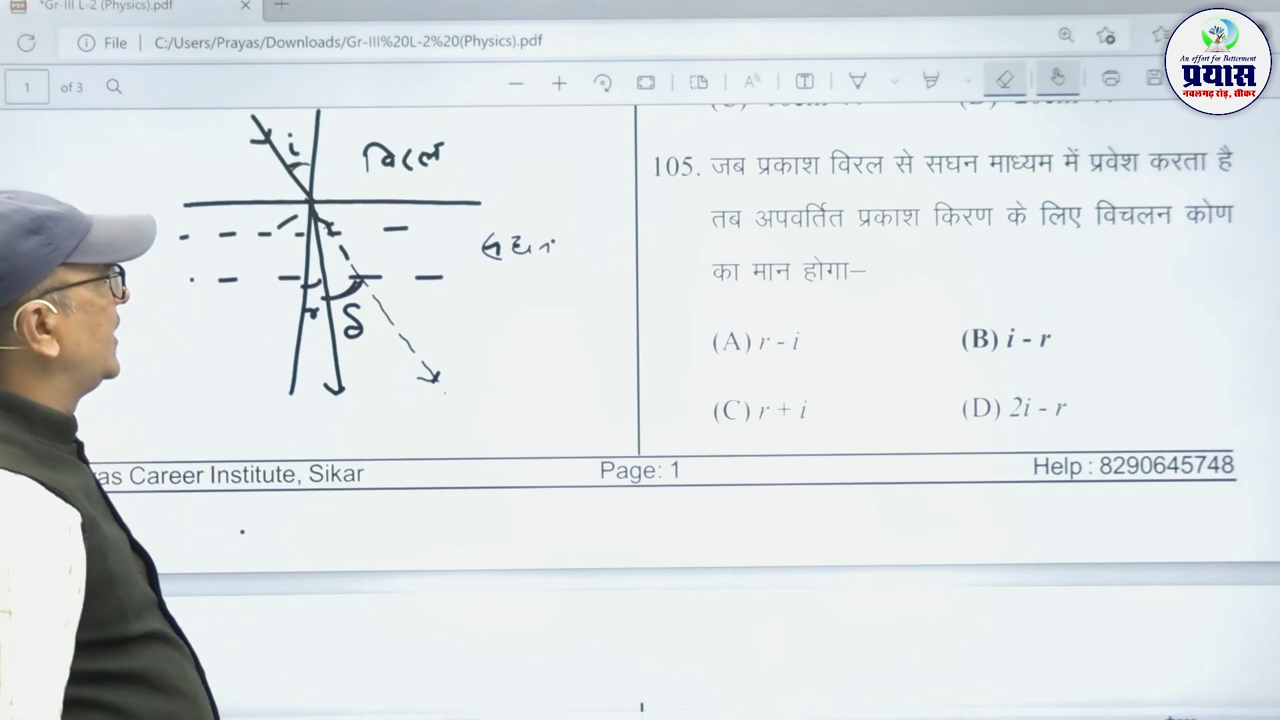 *Gr-III L-2 (Physics).pdf
File | C:/Users/Prayas/Downloads/Gr-III%20L-2%20(Physics).pdf
1 of 3
An effort for Betterment
प्रयास
नवलगढ़ रोड़, सीकर
i विरल
सघन
r δ
105. जब प्रकाश विरल से सघन माध्यम में प्रवेश करता है
तब अपवर्तित प्रकाश किरण के लिए विचलन कोण
का मान होगा–
(A) r - i (B) i - r
(C) r + i (D) 2i - r
as Career Institute, Sikar Page: 1 Help : 8290645748